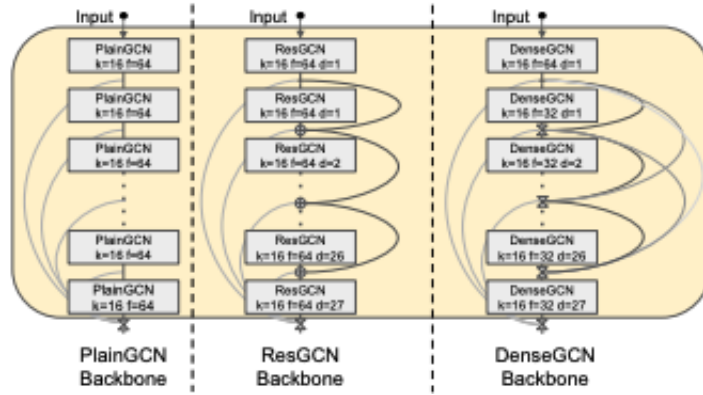 Input
PlainGCN
k=16 f=64
PlainGCN
k=16 f=64
PlainGCN
k=16 f=64
PlainGCN
k=16 f=64
PlainGCN
k=16 f=64
PlainGCN
Backbone
Input
ResGCN
k=16 f=64 d=1
ResGCN
k=16 f=64 d=1
ResGCN
k=16 f=64 d=2
ResGCN
k=16 f=64 d=26
ResGCN
k=16 f=64 d=27
ResGCN
Backbone
Input
DenseGCN
k=16 f=64 d=1
DenseGCN
k=16 f=32 d=1
DenseGCN
k=16 f=32 d=2
DenseGCN
k=16 f=32 d=26
DenseGCN
k=16 f=32 d=27
DenseGCN
Backbone